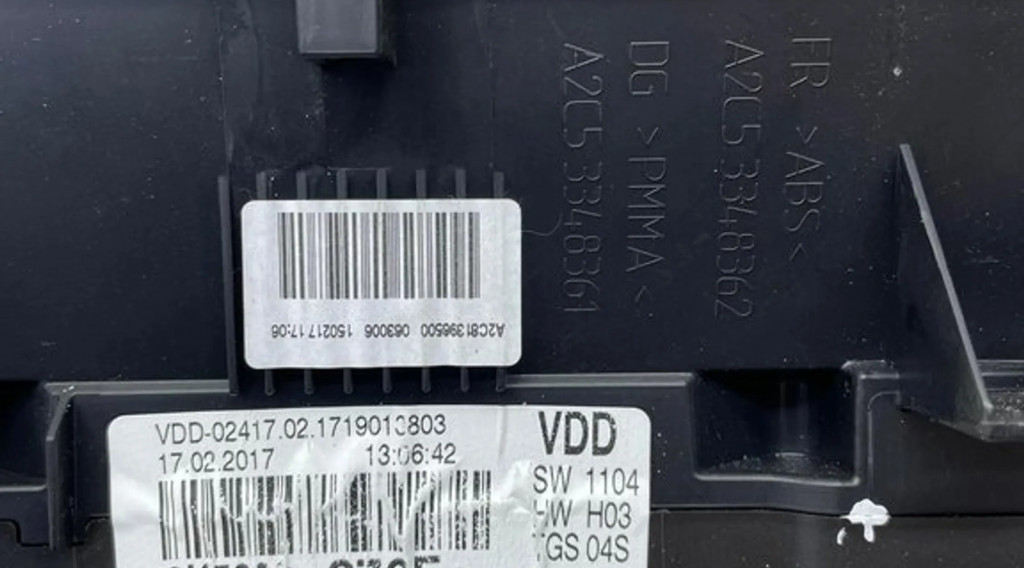 FR >ABS<
A2C5 3348362
DG >PMMA<
A2C5 3348361
A2C81396500 063006 150217 17:06
VDD-02417.02.1719013803
17.02.2017 13:06:42
VDD
SW 1104
HW H03
TGS 04S